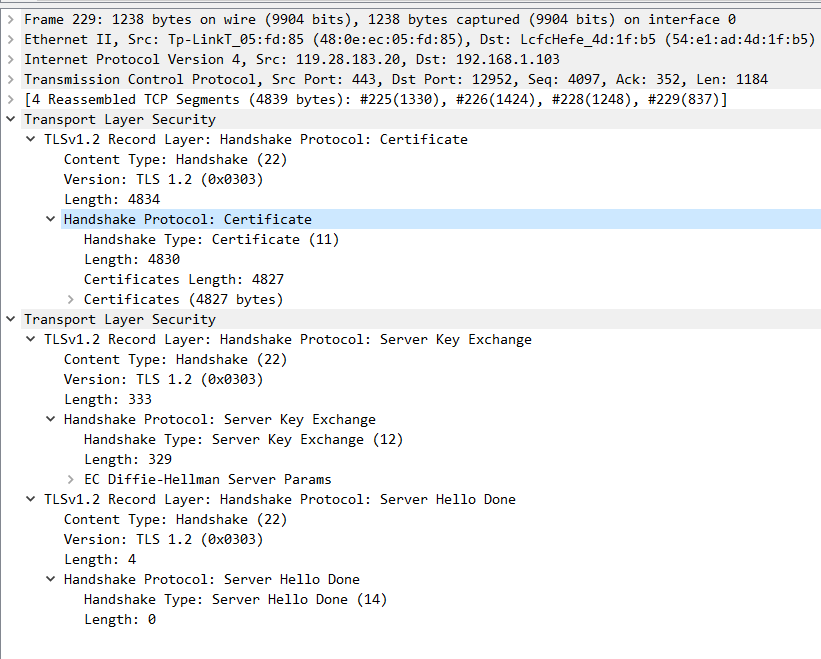 Frame 229: 1238 bytes on wire (9904 bits), 1238 bytes captured (9904 bits) on interface 0
Ethernet II, Src: Tp-LinkT_05:fd:85 (48:0e:ec:05:fd:85), Dst: LcfcHefe_4d:1f:b5 (54:e1:ad:4d:1f:b5)
Internet Protocol Version 4, Src: 119.28.183.20, Dst: 192.168.1.103
Transmission Control Protocol, Src Port: 443, Dst Port: 12952, Seq: 4097, Ack: 352, Len: 1184
[4 Reassembled TCP Segments (4839 bytes): #225(1330), #226(1424), #228(1248), #229(837)]
Transport Layer Security
TLSv1.2 Record Layer: Handshake Protocol: Certificate
Content Type: Handshake (22)
Version: TLS 1.2 (0x0303)
Length: 4834
Handshake Protocol: Certificate
Handshake Type: Certificate (11)
Length: 4830
Certificates Length: 4827
Certificates (4827 bytes)
Transport Layer Security
TLSv1.2 Record Layer: Handshake Protocol: Server Key Exchange
Content Type: Handshake (22)
Version: TLS 1.2 (0x0303)
Length: 333
Handshake Protocol: Server Key Exchange
Handshake Type: Server Key Exchange (12)
Length: 329
EC Diffie-Hellman Server Params
TLSv1.2 Record Layer: Handshake Protocol: Server Hello Done
Content Type: Handshake (22)
Version: TLS 1.2 (0x0303)
Length: 4
Handshake Protocol: Server Hello Done
Handshake Type: Server Hello Done (14)
Length: 0